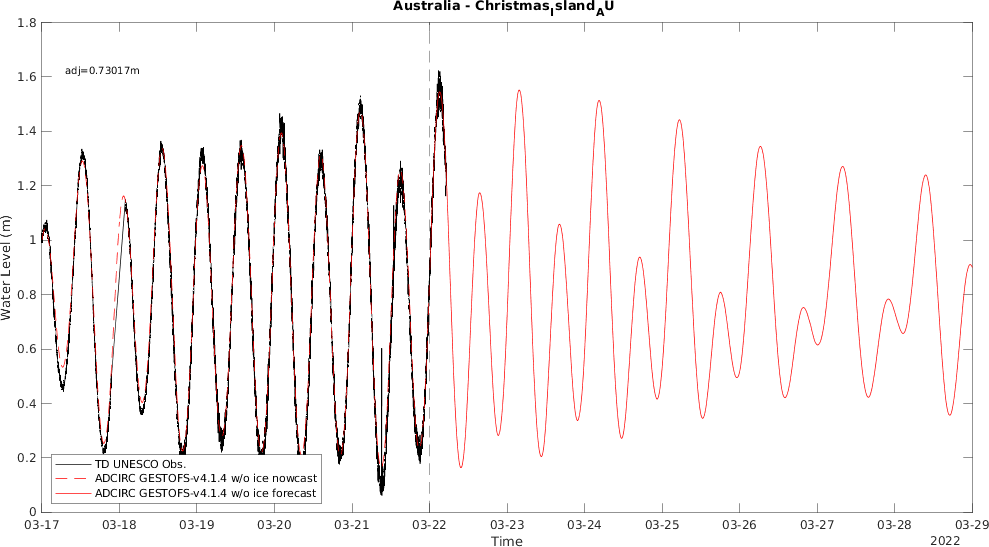 Australia - Christmas_Island_AU
1.8
1.6
1.4
1.2
1
0.8
0.6
0.4
0.2
0
Water Level (m)
adj=0.73017m
TD UNESCO Obs.
ADCIRC GESTOFS-v4.1.4 w/o ice nowcast
ADCIRC GESTOFS-v4.1.4 w/o ice forecast
03-17 03-18 03-19 03-20 03-21 03-22 03-23 03-24 03-25 03-26 03-27 03-28 03-29
Time
2022